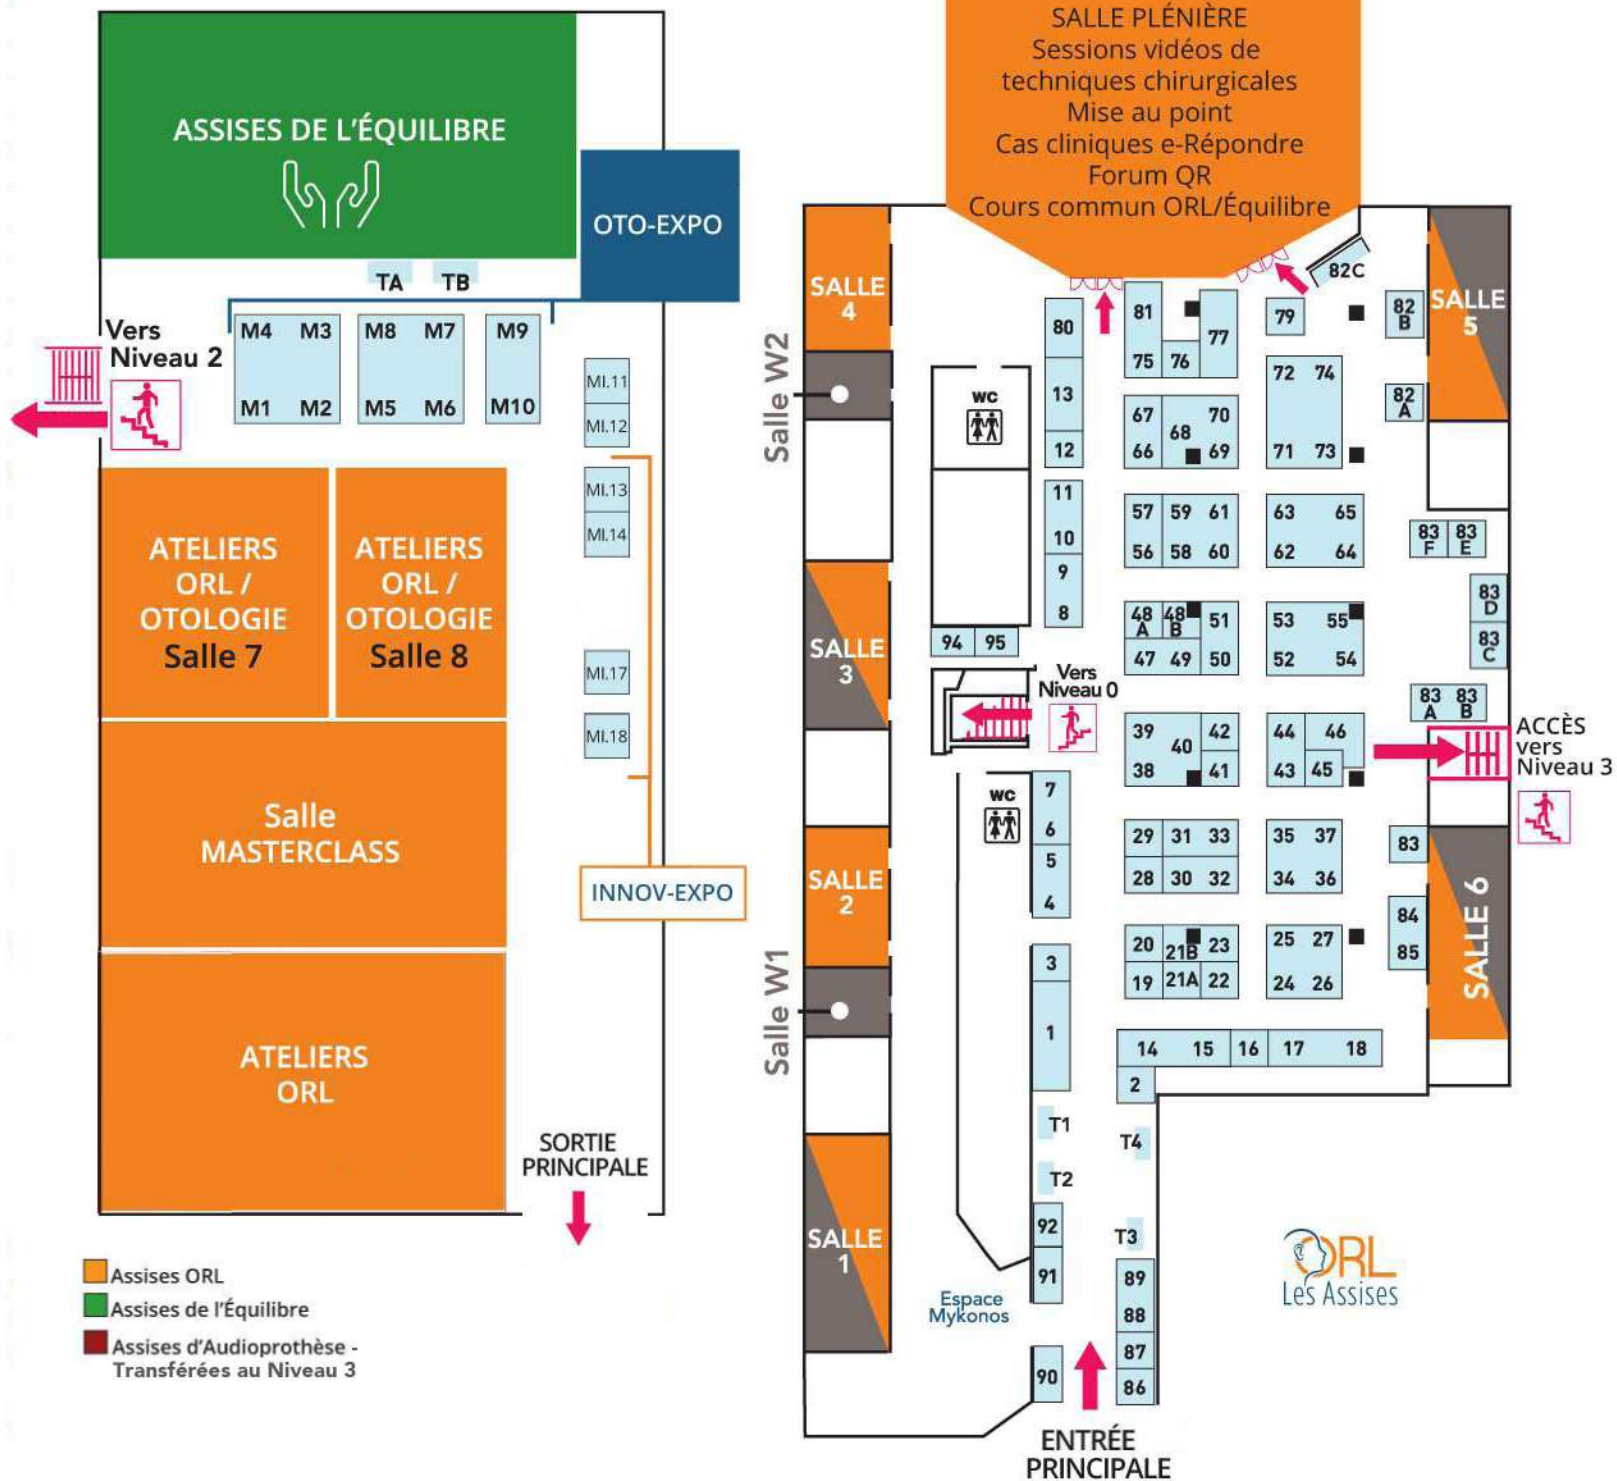 ASSISES DE L'ÉQUILIBRE
OTO-EXPO
TA TB
Vers
Niveau 2
M4 M3 M8 M7 M9
M1 M2 M5 M6 M10
MI.11
MI.12
MI.13
MI.14
MI.17
MI.18
ATELIERS
ORL /
OTOLOGIE
Salle 7
ATELIERS
ORL /
OTOLOGIE
Salle 8
Salle
MASTERCLASS
INNOV-EXPO
ATELIERS
ORL
SORTIE
PRINCIPALE
Assises ORL
Assises de l'Équilibre
Assises d'Audioprothèse -
Transférées au Niveau 3
SALLE PLÉNIÈRE
Sessions vidéos de
techniques chirurgicales
Mise au point
Cas cliniques e-Répondre
Forum QR
Cours commun ORL/Équilibre
SALLE
4
Salle W2
SALLE
3
SALLE
2
Salle W1
SALLE
1
WC
94 95
Vers
Niveau 0
WC
80
13
12
11
10
9
8
7
6
5
4
3
1
T1
T2
92
91
90
Espace
Mykonos
81
77
75 76
79
82C
82
B
82
A
SALLE
5
72 74
71 73
67 70
68
66 69
57 59 61
56 58 60
63 65
62 64
83
F
83
E
83
D
83
C
48
A
48
B
51
47 49 50
53 55
52 54
83
A
83
B
39 42
40
38 41
44 46
43 45
ACCÈS
vers
Niveau 3
29 31 33
28 30 32
35 37
34 36
83
84
85
SALLE 6
20 21B 23
19 21A 22
25 27
24 26
14 15 16 17 18
2
T4
T3
89
88
87
86
ORL
Les Assises
ENTRÉE
PRINCIPALE